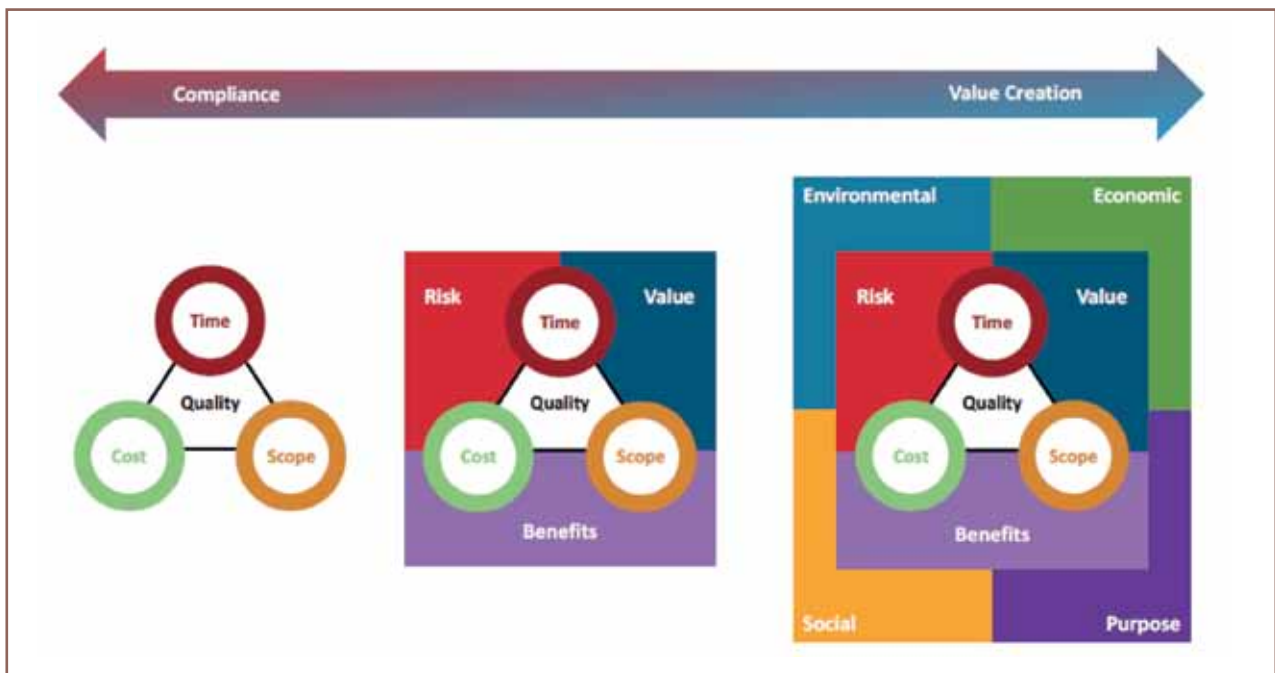 Compliance
Value Creation
Time
Quality
Cost
Scope
Risk
Value
Time
Quality
Cost
Scope
Benefits
Environmental
Economic
Risk
Value
Time
Quality
Cost
Scope
Benefits
Social
Purpose